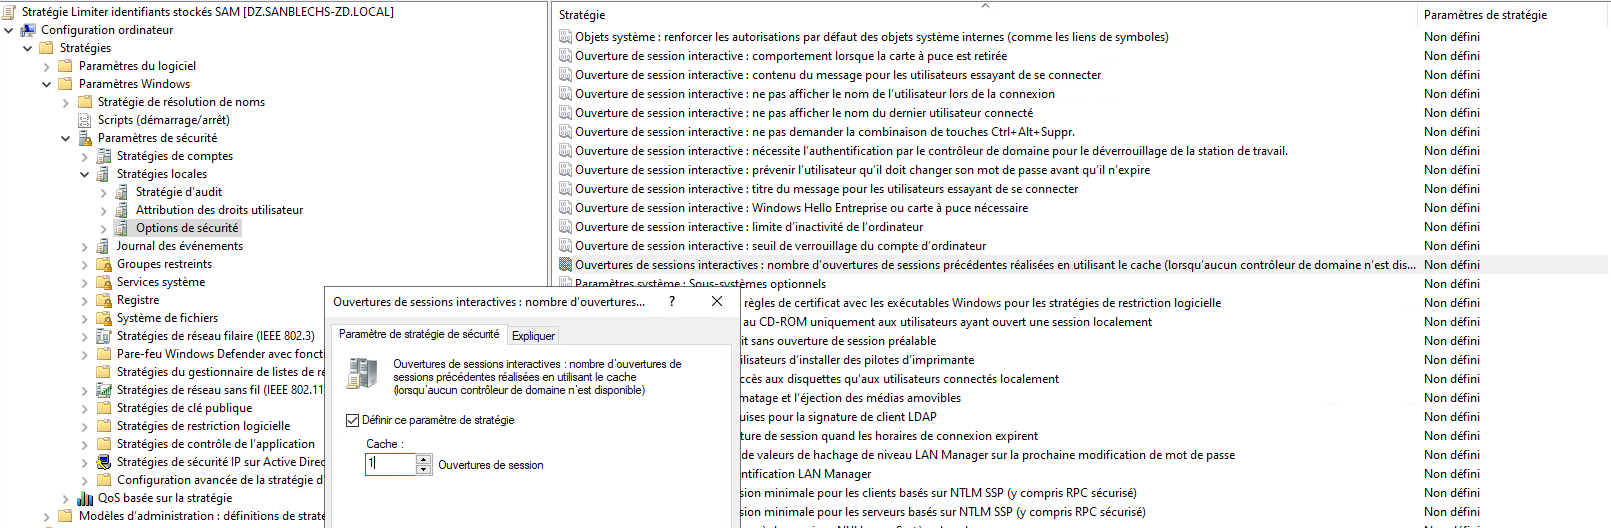 Stratégie Limiter identifiants stockés SAM [DZ.SANBLECHS-ZD.LOCAL]
Configuration ordinateur
Stratégies
Paramètres du logiciel
Paramètres Windows
Stratégie de résolution de noms
Scripts (démarrage/arrêt)
Paramètres de sécurité
Stratégies de comptes
Stratégies locales
Stratégie d'audit
Attribution des droits utilisateur
Options de sécurité
Journal des événements
Groupes restreints
Services système
Registre
Système de fichiers
Stratégies de réseau filaire (IEEE 802.3)
Pare-feu Windows Defender avec foncti
Stratégies du gestionnaire de listes de ré
Stratégies de réseau sans fil (IEEE 802.11)
Stratégies de clé publique
Stratégies de restriction logicielle
Stratégies de contrôle de l'application
Stratégies de sécurité IP sur Active Direc
Configuration avancée de la stratégie d'
QoS basée sur la stratégie
Modèles d'administration : définitions de straté
Stratégie Paramètres de stratégie
Objets système : renforcer les autorisations par défaut des objets système internes (comme les liens de symboles) Non défini
Ouverture de session interactive : comportement lorsque la carte à puce est retirée Non défini
Ouverture de session interactive : contenu du message pour les utilisateurs essayant de se connecter Non défini
Ouverture de session interactive : ne pas afficher le nom de l'utilisateur lors de la connexion Non défini
Ouverture de session interactive : ne pas afficher le nom du dernier utilisateur connecté Non défini
Ouverture de session interactive : ne pas demander la combinaison de touches Ctrl+Alt+Suppr. Non défini
Ouverture de session interactive : nécessite l'authentification par le contrôleur de domaine pour le déverrouillage de la station de travail. Non défini
Ouverture de session interactive : prévenir l'utilisateur qu'il doit changer son mot de passe avant qu'il n'expire Non défini
Ouverture de session interactive : titre du message pour les utilisateurs essayant de se connecter Non défini
Ouverture de session interactive : Windows Hello Entreprise ou carte à puce nécessaire Non défini
Ouverture de session interactive : limite d'inactivité de l'ordinateur Non défini
Ouverture de session interactive : seuil de verrouillage du compte d'ordinateur Non défini
Ouvertures de sessions interactives : nombre d'ouvertures de sessions précédentes réalisées en utilisant le cache (lorsqu'aucun contrôleur de domaine n'est dis... Non défini
Paramètres système : Sous-systèmes optionnels Non défini
règles de certificat avec les exécutables Windows pour les stratégies de restriction logicielle Non défini
au CD-ROM uniquement aux utilisateurs ayant ouvert une session localement Non défini
it sans ouverture de session préalable Non défini
ilisateurs d'installer des pilotes d'imprimante Non défini
ccès aux disquettes qu'aux utilisateurs connectés localement Non défini
matage et l'éjection des médias amovibles Non défini
uises pour la signature de client LDAP Non défini
ture de session quand les horaires de connexion expirent Non défini
de valeurs de hachage de niveau LAN Manager sur la prochaine modification de mot de passe Non défini
entification LAN Manager Non défini
sion minimale pour les clients basés sur NTLM SSP (y compris RPC sécurisé) Non défini
sion minimale pour les serveurs basés sur NTLM SSP (y compris RPC sécurisé) Non défini
Ouvertures de sessions interactives : nombre d'ouvertures... ?
Paramètre de stratégie de sécurité Expliquer
Ouvertures de sessions interactives : nombre d'ouvertures de
sessions précédentes réalisées en utilisant le cache
(lorsqu'aucun contrôleur de domaine n'est disponible)
Définir ce paramètre de stratégie
Cache :
1 Ouvertures de session